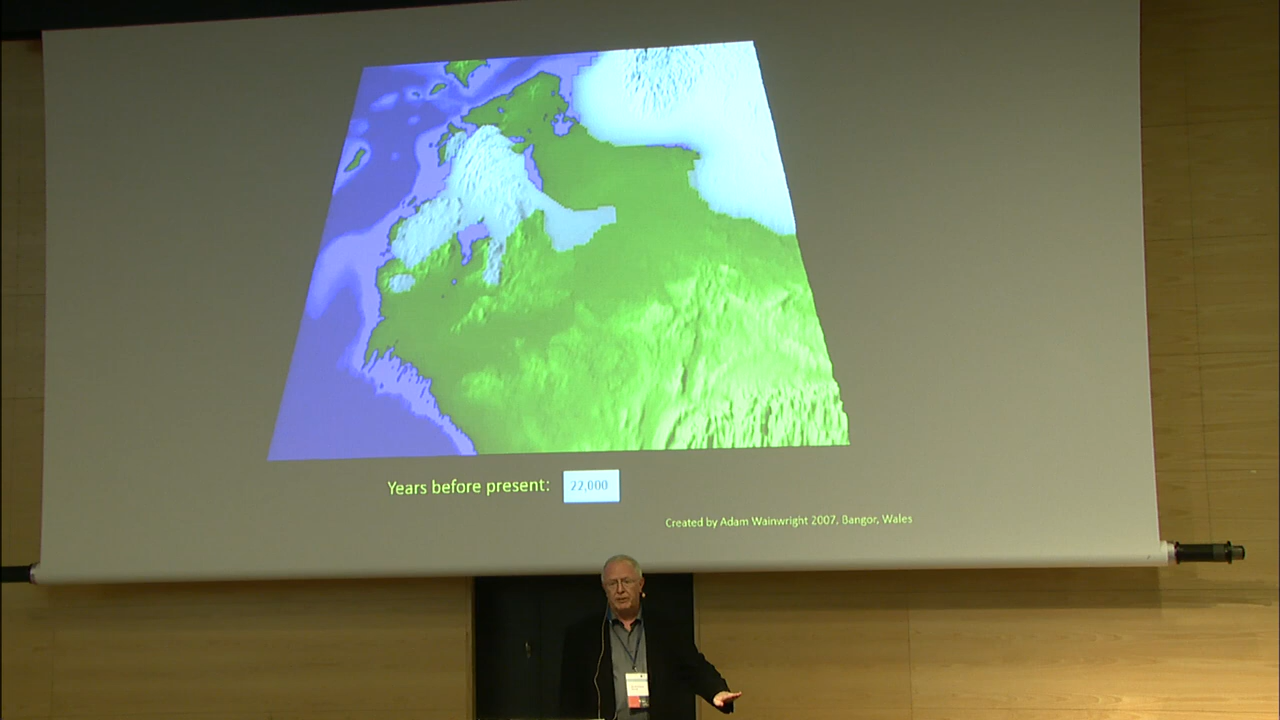 Years before present: 22,000
Created by Adam Wainwright 2007, Bangor, Wales